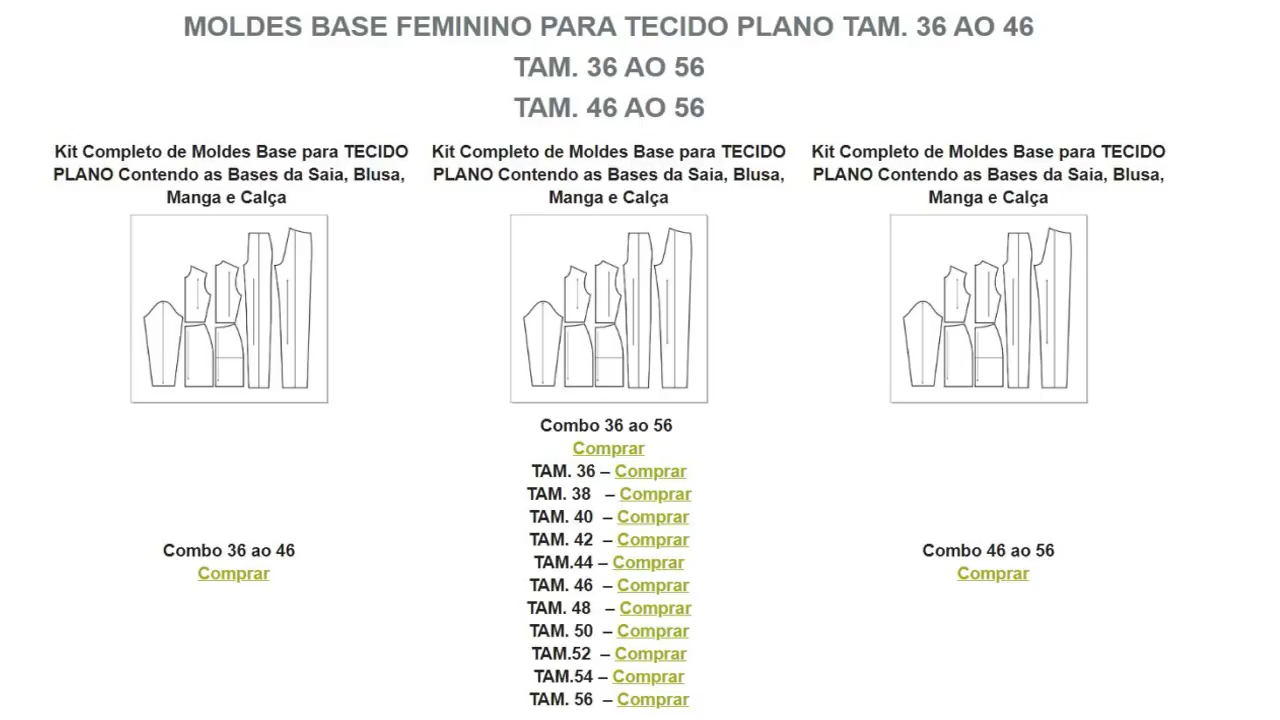 MOLDES BASE FEMININO PARA TECIDO PLANO TAM. 36 AO 46
TAM. 36 AO 56
TAM. 46 AO 56
Kit Completo de Moldes Base para TECIDO
PLANO Contendo as Bases da Saia, Blusa,
Manga e Calça
Combo 36 ao 46
Comprar
Kit Completo de Moldes Base para TECIDO
PLANO Contendo as Bases da Saia, Blusa,
Manga e Calça
Combo 36 ao 56
Comprar
TAM. 36 – Comprar
TAM. 38 – Comprar
TAM. 40 – Comprar
TAM. 42 – Comprar
TAM.44 – Comprar
TAM. 46 – Comprar
TAM. 48 – Comprar
TAM. 50 – Comprar
TAM.52 – Comprar
TAM.54 – Comprar
TAM. 56 – Comprar
Kit Completo de Moldes Base para TECIDO
PLANO Contendo as Bases da Saia, Blusa,
Manga e Calça
Combo 46 ao 56
Comprar